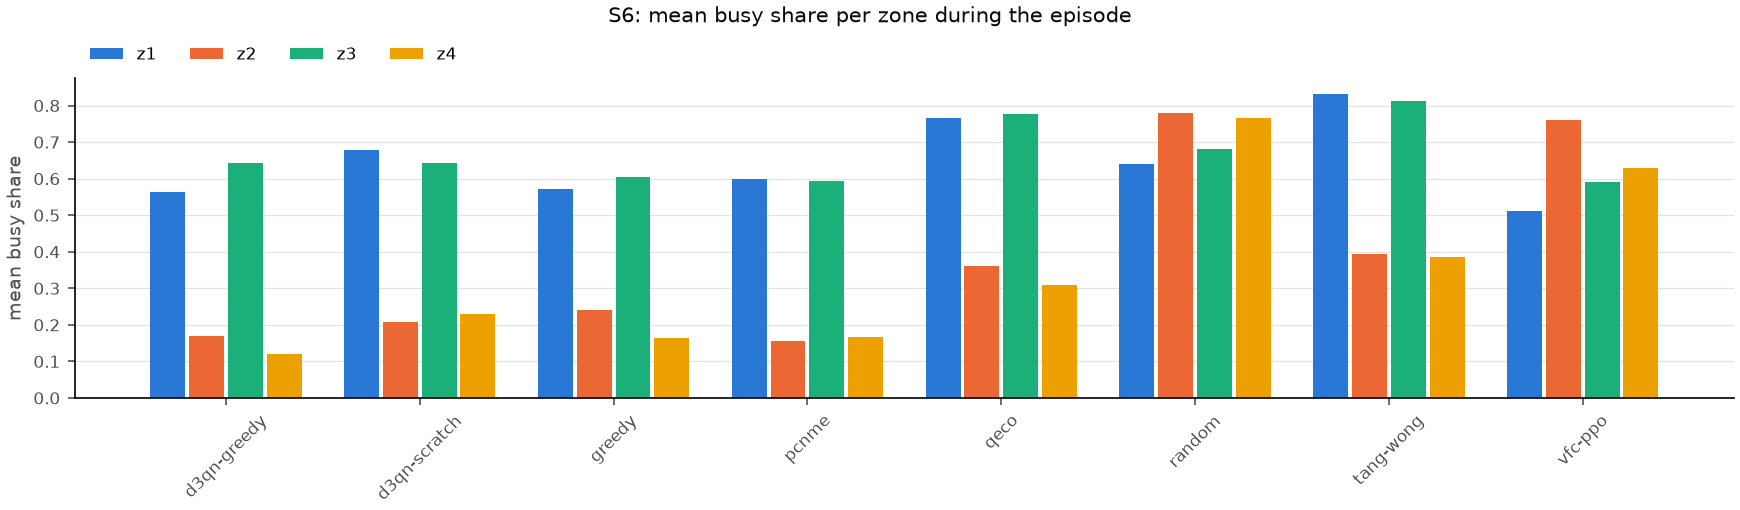 S6: mean busy share per zone during the episode
z1 z2 z3 z4
mean busy share
0.8
0.7
0.6
0.5
0.4
0.3
0.2
0.1
0.0
d3qn-greedy d3qn-scratch greedy pcnme qeco random tang-wong vfc-ppo